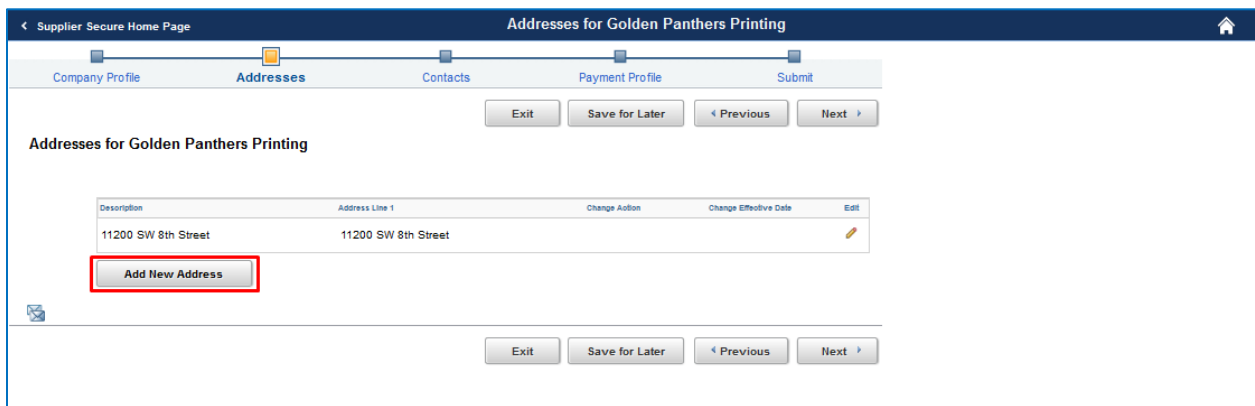 Supplier Secure Home Page Addresses for Golden Panthers Printing
Company Profile Addresses Contacts Payment Profile Submit
Exit Save for Later Previous Next
Addresses for Golden Panthers Printing
Description Address Line 1 Change Action Change Effective Date Edit
11200 SW 8th Street 11200 SW 8th Street
Add New Address
Exit Save for Later Previous Next